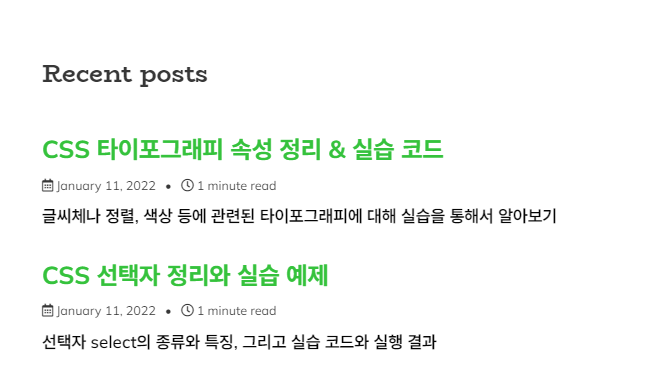 Recent posts
CSS 타이포그래피 속성 정리 & 실습 코드
January 11, 2022 • 1 minute read
글씨체나 정렬, 색상 등에 관련된 타이포그래피에 대해 실습을 통해서 알아보기
CSS 선택자 정리와 실습 예제
January 11, 2022 • 1 minute read
선택자 select의 종류와 특징, 그리고 실습 코드와 실행 결과